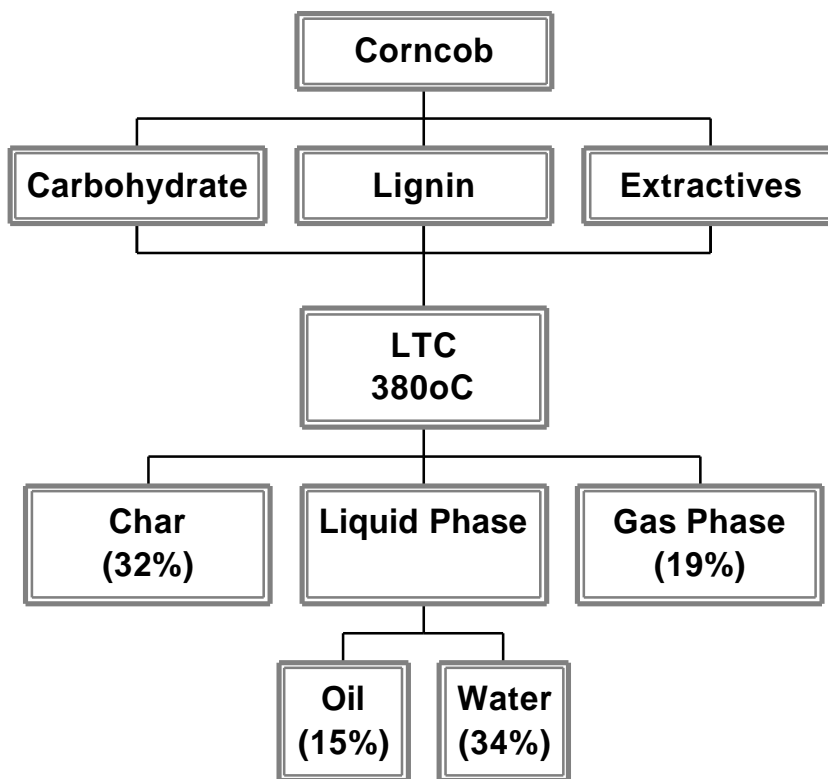 Corncob
Carbohydrate
Lignin
Extractives
LTC
380oC
Char
(32%)
Liquid Phase
Gas Phase
(19%)
Oil
(15%)
Water
(34%)